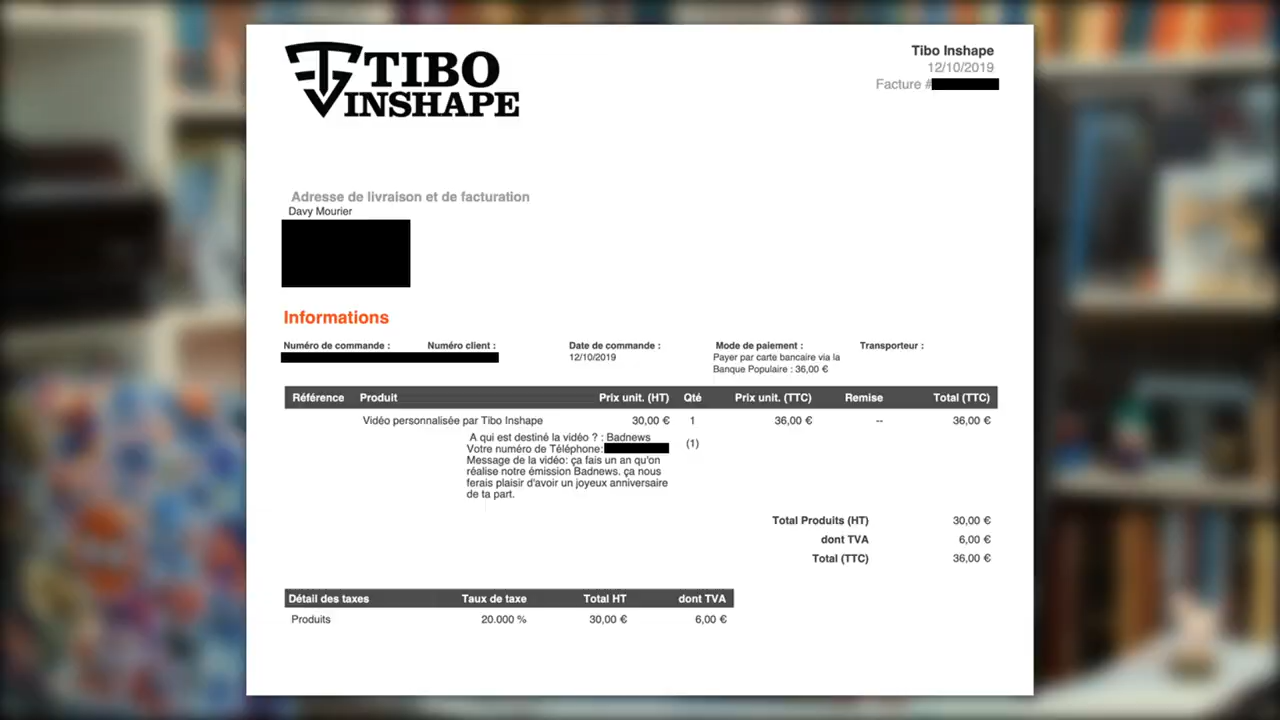 TIBO
INSHAPE
Tibo Inshape
12/10/2019
Facture #
Adresse de livraison et de facturation
Davy Mourier
Informations
Numéro de commande : Numéro client : Date de commande : Mode de paiement : Transporteur :
12/10/2019 Payer par carte bancaire via la
Banque Populaire : 36,00 €
Référence Produit Prix unit. (HT) Qté Prix unit. (TTC) Remise Total (TTC)
Vidéo personnalisée par Tibo Inshape 30,00 € 1 36,00 € -- 36,00 €
A qui est destiné la vidéo ? : Badnews
(1)
Votre numéro de Téléphone:
Message de la vidéo: ça fais un an qu'on
réalise notre émission Badnews. ça nous
ferais plaisir d'avoir un joyeux anniversaire
de ta part.
Total Produits (HT) 30,00 €
dont TVA 6,00 €
Total (TTC) 36,00 €
Détail des taxes Taux de taxe Total HT dont TVA
Produits 20.000 % 30,00 € 6,00 €